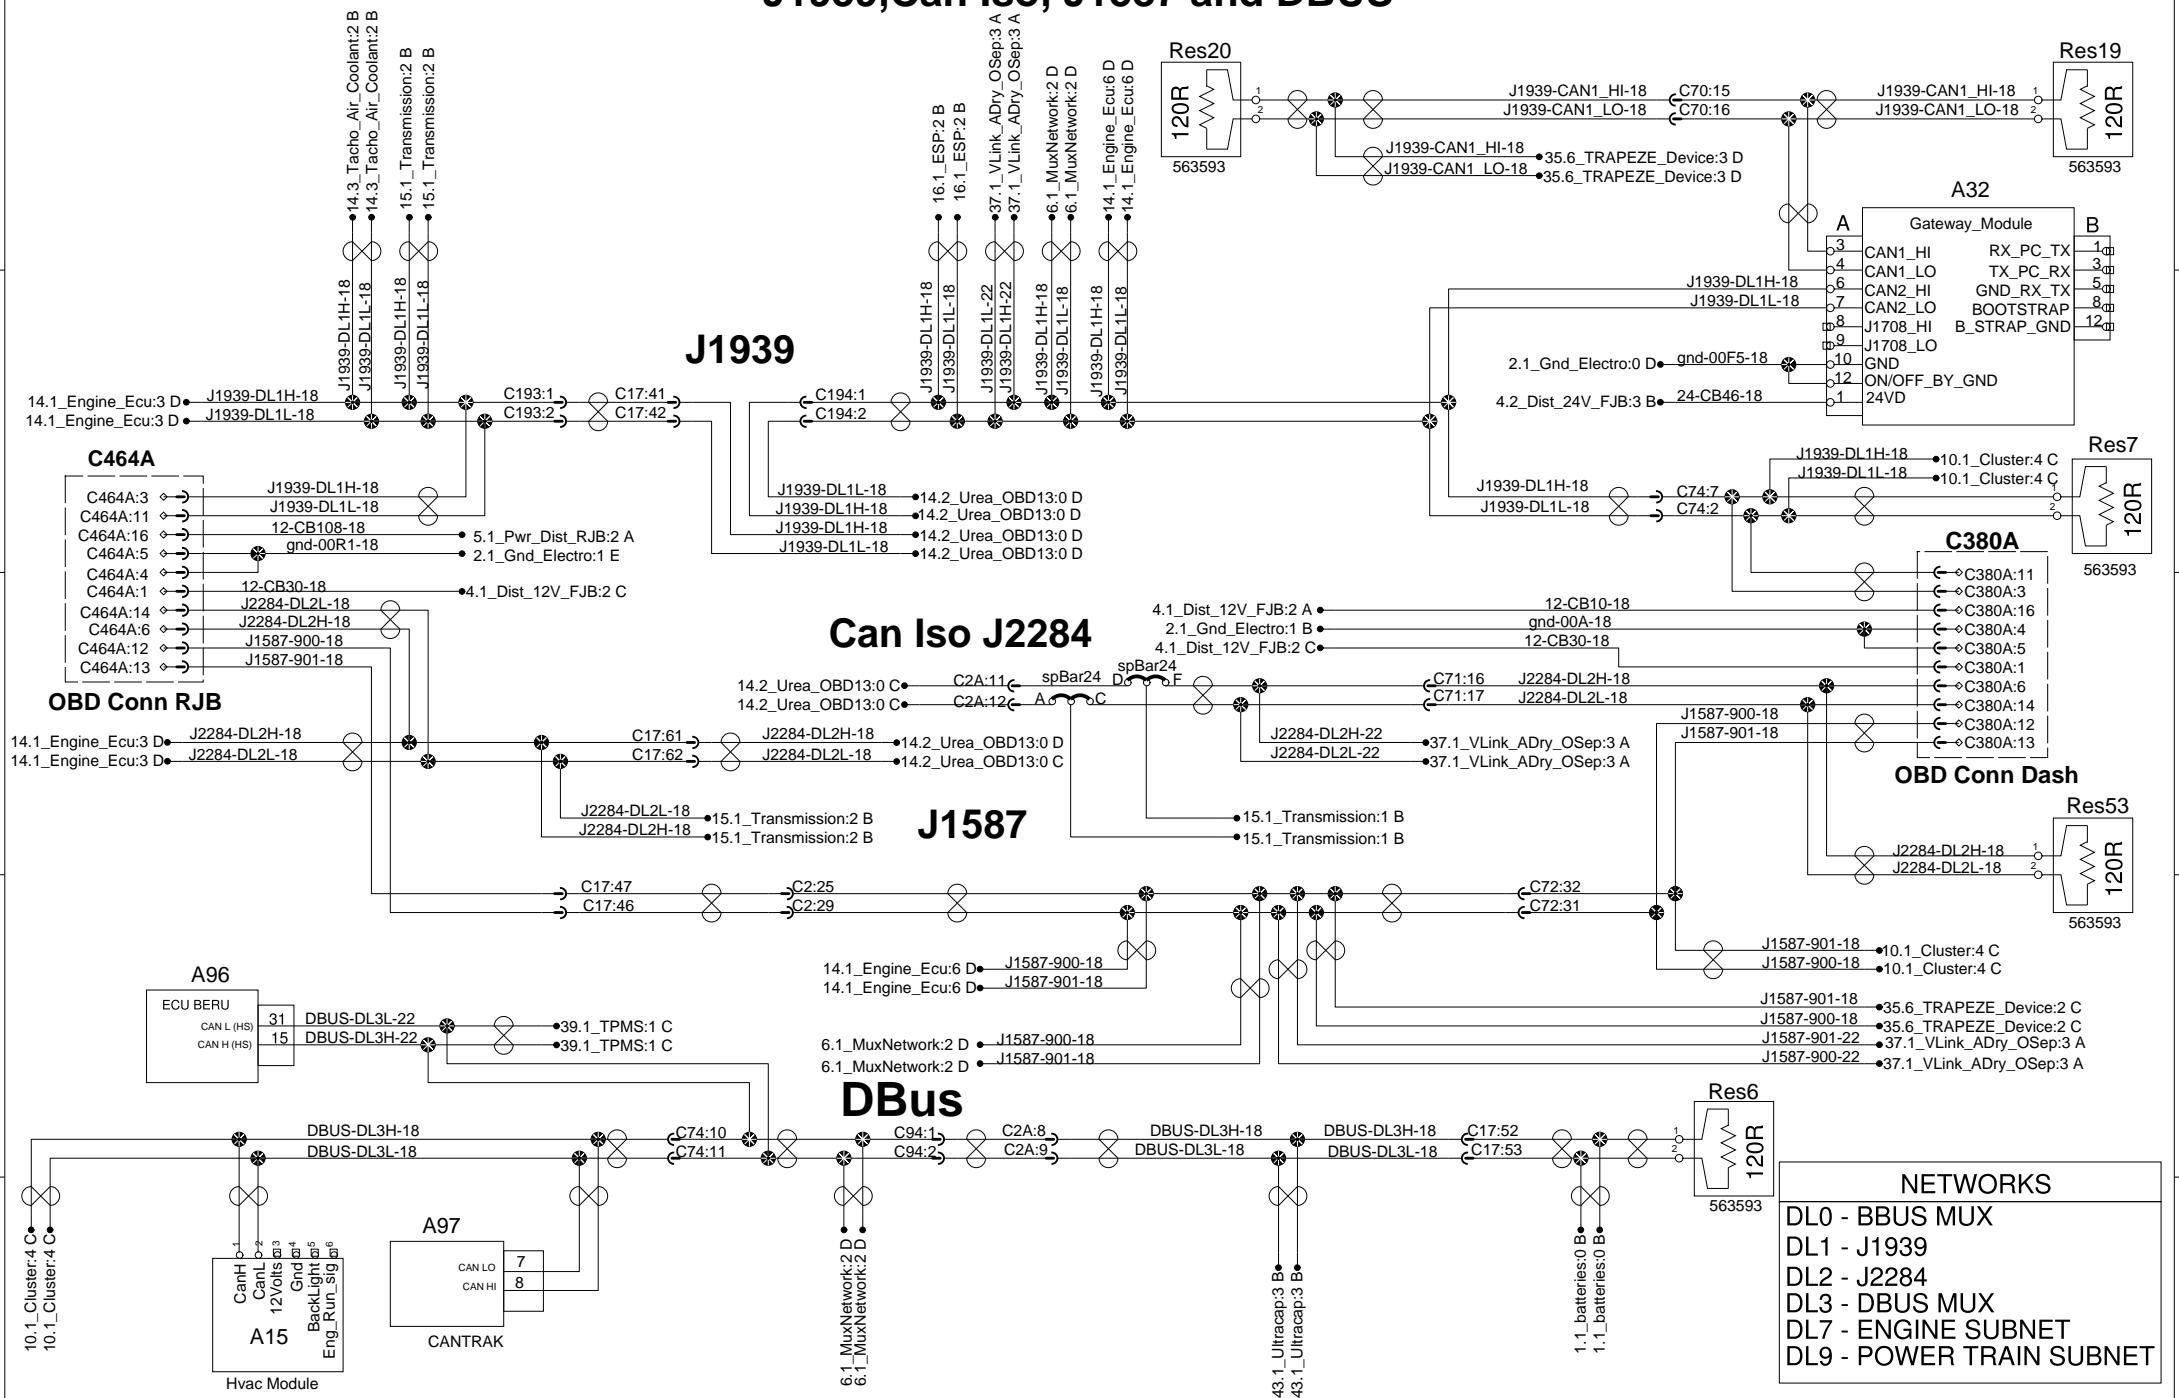 J1939,Can Iso, J1587 and DBUS
14.3_Tacho_Air_Coolant:2 B
14.3_Tacho_Air_Coolant:2 B
15.1_Transmission:2 B
15.1_Transmission:2 B
J1939-DL1H-18
J1939-DL1L-18
J1939-DL1H-18
J1939-DL1L-18
16.1_ESP:2 B
16.1_ESP:2 B
37.1_VLink_ADry_OSep:3 A
37.1_VLink_ADry_OSep:3 A
6.1_MuxNetwork:2 D
6.1_MuxNetwork:2 D
14.1_Engine_Ecu:6 D
14.1_Engine_Ecu:6 D
J1939-DL1H-18
J1939-DL1L-18
J1939-DL1L-22
J1939-DL1H-22
J1939-DL1H-18
J1939-DL1L-18
J1939-DL1H-18
J1939-DL1L-18
Res20
120R
563593
1
2
J1939-CAN1_HI-18
J1939-CAN1_LO-18
C70:15
C70:16
J1939-CAN1_HI-18
J1939-CAN1_LO-18
1
2
Res19
120R
563593
J1939-CAN1_HI-18
35.6_TRAPEZE_Device:3 D
J1939-CAN1_LO-18
35.6_TRAPEZE_Device:3 D
A32
A
Gateway_Module
B
3
CAN1_HI
RX_PC_TX
1
4
CAN1_LO
TX_PC_RX
3
J1939-DL1H-18
6
CAN2_HI
GND_RX_TX
5
J1939-DL1L-18
7
CAN2_LO
BOOTSTRAP
8
8
J1708_HI
B_STRAP_GND
12
9
J1708_LO
2.1_Gnd_Electro:0 D
gnd-00F5-18
10
GND
12
ON/OFF_BY_GND
4.2_Dist_24V_FJB:3 B
24-CB46-18
1
24VD
J1939
14.1_Engine_Ecu:3 D
J1939-DL1H-18
C193:1
C17:41
C194:1
14.1_Engine_Ecu:3 D
J1939-DL1L-18
C193:2
C17:42
C194:2
C464A
C464A:3
J1939-DL1H-18
C464A:11
J1939-DL1L-18
C464A:16
12-CB108-18
5.1_Pwr_Dist_RJB:2 A
C464A:5
gnd-00R1-18
2.1_Gnd_Electro:1 E
C464A:4
C464A:1
12-CB30-18
4.1_Dist_12V_FJB:2 C
C464A:14
J2284-DL2L-18
C464A:6
J2284-DL2H-18
C464A:12
J1587-900-18
C464A:13
J1587-901-18
OBD Conn RJB
J1939-DL1L-18
14.2_Urea_OBD13:0 D
J1939-DL1H-18
14.2_Urea_OBD13:0 D
J1939-DL1H-18
14.2_Urea_OBD13:0 D
J1939-DL1L-18
14.2_Urea_OBD13:0 D
J1939-DL1H-18
10.1_Cluster:4 C
J1939-DL1L-18
10.1_Cluster:4 C
J1939-DL1H-18
C74:7
J1939-DL1L-18
C74:2
1
2
Res7
120R
563593
C380A
C380A:11
C380A:3
4.1_Dist_12V_FJB:2 A
12-CB10-18
C380A:16
2.1_Gnd_Electro:1 B
gnd-00A-18
C380A:4
4.1_Dist_12V_FJB:2 C
12-CB30-18
C380A:5
C380A:1
J2284-DL2H-18
C380A:6
J2284-DL2L-18
C380A:14
J1587-900-18
C380A:12
J1587-901-18
C380A:13
OBD Conn Dash
Can Iso J2284
14.2_Urea_OBD13:0 C
C2A:11
spBar24
D
F
spBar24
C71:16
14.2_Urea_OBD13:0 C
C2A:12
A
C
C71:17
J2284-DL2H-22
37.1_VLink_ADry_OSep:3 A
J2284-DL2L-22
37.1_VLink_ADry_OSep:3 A
15.1_Transmission:1 B
15.1_Transmission:1 B
14.1_Engine_Ecu:3 D
J2284-DL2H-18
C17:61
J2284-DL2H-18
14.2_Urea_OBD13:0 D
14.1_Engine_Ecu:3 D
J2284-DL2L-18
C17:62
J2284-DL2L-18
14.2_Urea_OBD13:0 C
J2284-DL2L-18
15.1_Transmission:2 B
J2284-DL2H-18
15.1_Transmission:2 B
Res53
J2284-DL2H-18
1
J2284-DL2L-18
2
120R
563593
J1587
C17:47
C2:25
C72:32
C17:46
C2:29
C72:31
14.1_Engine_Ecu:6 D
J1587-900-18
14.1_Engine_Ecu:6 D
J1587-901-18
J1587-901-18
10.1_Cluster:4 C
J1587-900-18
10.1_Cluster:4 C
J1587-901-18
35.6_TRAPEZE_Device:2 C
J1587-900-18
35.6_TRAPEZE_Device:2 C
J1587-901-22
37.1_VLink_ADry_OSep:3 A
J1587-900-22
37.1_VLink_ADry_OSep:3 A
6.1_MuxNetwork:2 D
J1587-900-18
6.1_MuxNetwork:2 D
J1587-901-18
A96
ECU BERU
CAN L (HS)
31
DBUS-DL3L-22
39.1_TPMS:1 C
CAN H (HS)
15
DBUS-DL3H-22
39.1_TPMS:1 C
DBus
DBUS-DL3H-18
C74:10
C94:1
C2A:8
DBUS-DL3H-18
DBUS-DL3H-18
C17:52
DBUS-DL3L-18
C74:11
C94:2
C2A:9
DBUS-DL3L-18
DBUS-DL3L-18
C17:53
1
2
Res6
120R
563593
10.1_Cluster:4 C
10.1_Cluster:4 C
1
2
3
4
5
6
CanH
CanL
12Volts
Gnd
BackLight
Eng_Run_sig
A15
Hvac Module
A97
CAN LO
7
CAN HI
8
CANTRAK
6.1_MuxNetwork:2 D
6.1_MuxNetwork:2 D
43.1_Ultracap:3 B
43.1_Ultracap:3 B
1.1_batteries:0 B
1.1_batteries:0 B
NETWORKS
DL0 - BBUS MUX
DL1 - J1939
DL2 - J2284
DL3 - DBUS MUX
DL7 - ENGINE SUBNET
DL9 - POWER TRAIN SUBNET